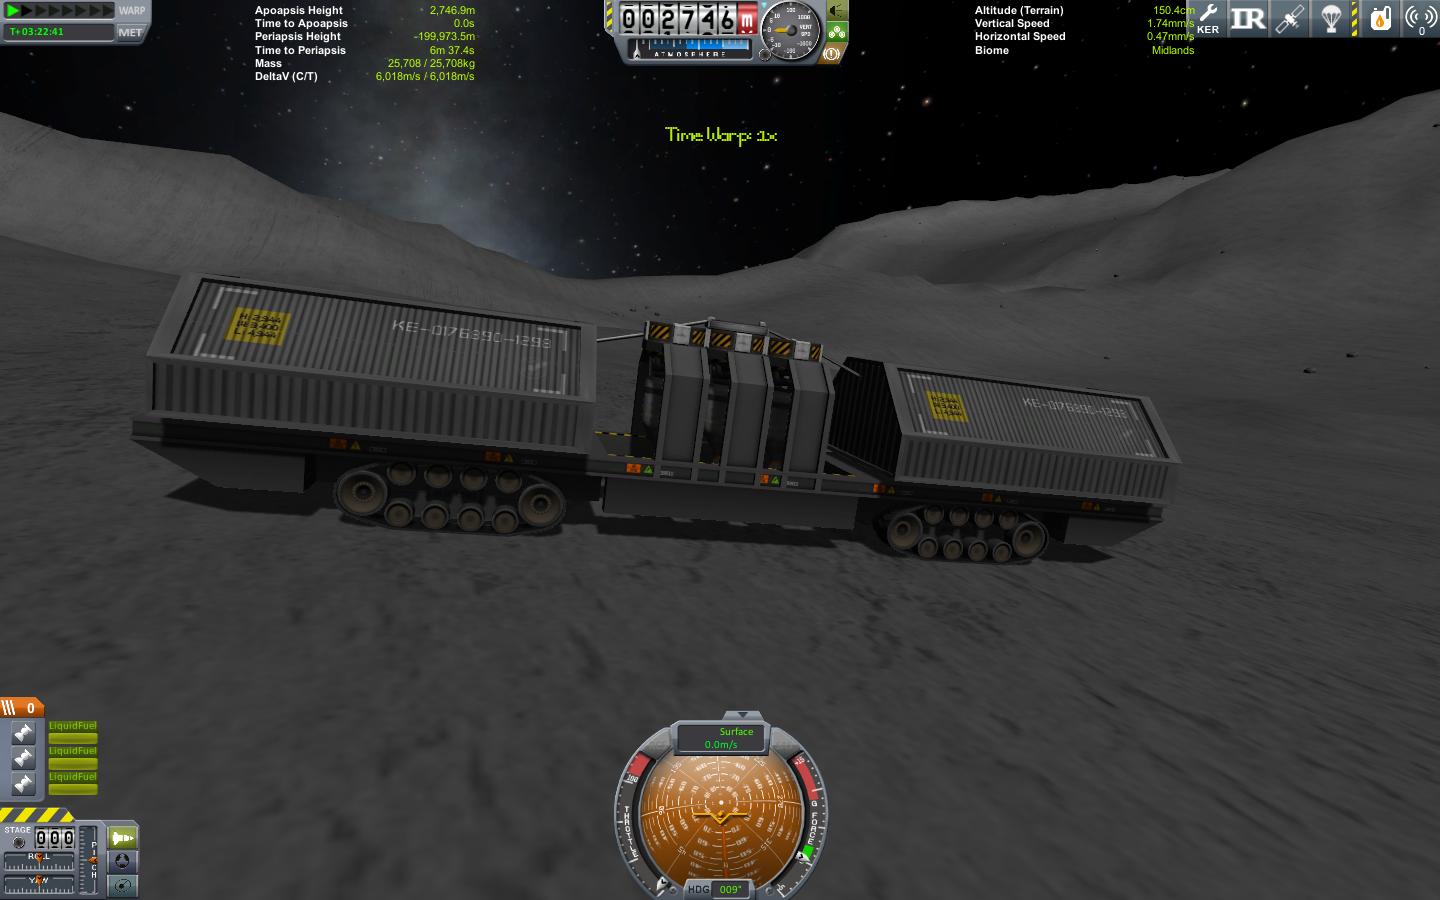 WARP
T+ 03:22:41 MET
Apoapsis Height 2,746.9m
Time to Apoapsis 0.0s
Periapsis Height -199,973.5m
Time to Periapsis 6m 37.4s
Mass 25,708 / 25,708kg
DeltaV (C/T) 6,018m/s / 6,018m/s
002746 m
ATMOSPHERE
Altitude (Terrain) 150.4cm
Vertical Speed 1.74mm/s
Horizontal Speed 0.47mm/s
Biome Midlands
KER
IR
0
Time Warp: 1x
KE-0176390-1298
KE-0176390-1293
0
LiquidFuel
LiquidFuel
LiquidFuel
STAGE 000
ROLL
YAW
PITCH
Surface
0.0m/s
THROTTLE
G FORCE
HDG 009°